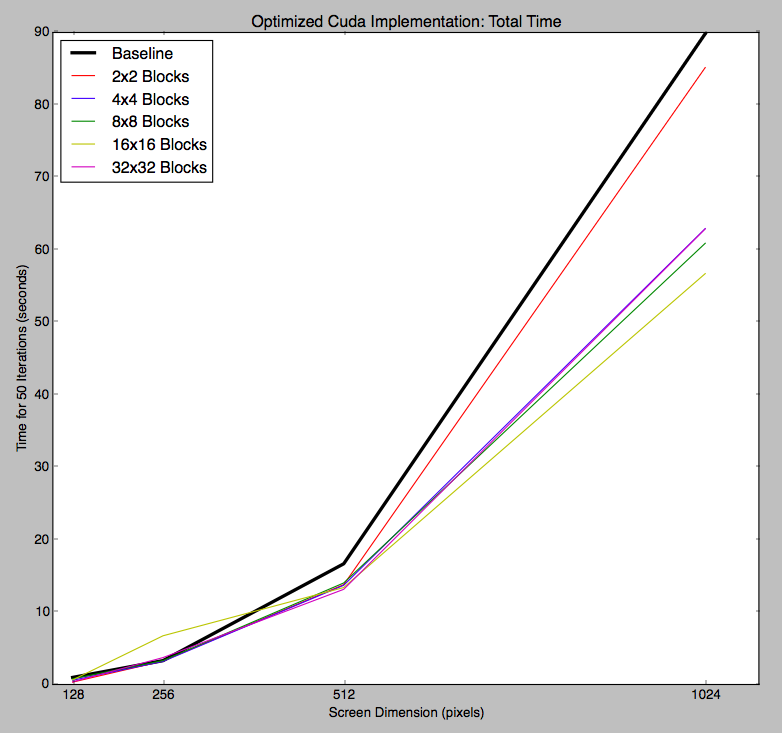 Optimized Cuda Implementation: Total Time
90
80
70
60
50
40
30
20
10
0
Time for 50 Iterations (seconds)
Baseline
2x2 Blocks
4x4 Blocks
8x8 Blocks
16x16 Blocks
32x32 Blocks
128 256 512 1024
Screen Dimension (pixels)